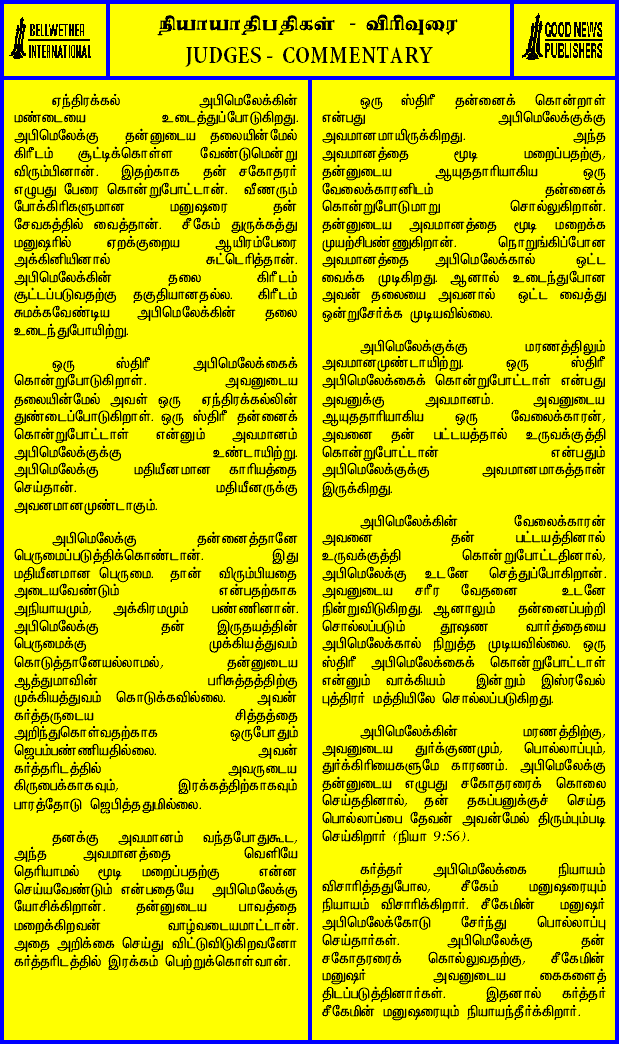 BELLWETHER
INTERNATIONAL
நியாயாதிபதிகள் - விரிவுரை
JUDGES - COMMENTARY
GOOD NEWS
PUBLISHERS
ஏந்திரக்கல் அபிமெலேக்கின்
மண்டையை உடைத்துப்போடுகிறது.
அபிமெலேக்கு தன்னுடைய தலையின்மேல்
கிரீடம் சூட்டிக்கொள்ள வேண்டுமென்று
விரும்பினான். இதற்காக தன் சகோதரர்
எழுபது பேரை கொன்றுபோட்டான். வீணரும்
போக்கிரிகளுமான மனுஷரை தன்
சேவகத்தில் வைத்தான். சீகேம் துருக்கத்து
மனுஷரில் ஏறக்குறைய ஆயிரம்பேரை
அக்கினியினால் சுட்டெரித்தான்.
அபிமெலேக்கின் தலை கிரீடம்
சூட்டப்படுவதற்கு தகுதியானதல்ல. கிரீடம்
சுமக்கவேண்டிய அபிமெலேக்கின் தலை
உடைந்துபோயிற்று.
ஒரு ஸ்திரீ அபிமெலேக்கைக்
கொன்றுபோடுகிறாள். அவனுடைய
தலையின்மேல் அவள் ஒரு ஏந்திரக்கல்லின்
துண்டைப்போடுகிறாள். ஒரு ஸ்திரீ தன்னைக்
கொன்றுபோட்டாள் என்னும் அவமானம்
அபிமெலேக்குக்கு உண்டாயிற்று.
அபிமெலேக்கு மதியீனமான காரியத்தை
செய்தான். மதியீனருக்கு
அவனமானமுண்டாகும்.
அபிமெலேக்கு தன்னைத்தானே
பெருமைப்படுத்திக்கொண்டான். இது
மதியீனமான பெருமை. தான் விரும்பியதை
அடையவேண்டும் என்பதற்காக
அநியாயமும், அக்கிரமமும் பண்ணினான்.
அபிமெலேக்கு தன் இருதயத்தின்
பெருமைக்கு முக்கியத்துவம்
கொடுத்தானேயல்லாமல், தன்னுடைய
ஆத்துமாவின் பரிசுத்தத்திற்கு
முக்கியத்துவம் கொடுக்கவில்லை. அவன்
கர்த்தருடைய சித்தத்தை
அறிந்துகொள்வதற்காக ஒருபோதும்
ஜெபம்பண்ணியதில்லை. அவன்
கர்த்தரிடத்தில் அவருடைய
கிருபைக்காகவும், இரக்கத்திற்காகவும்
பாரத்தோடு ஜெபித்ததுமில்லை.
தனக்கு அவமானம் வந்தபோதுகூட,
அந்த அவமானத்தை வெளியே
தெரியாமல் மூடி மறைப்பதற்கு என்ன
செய்யவேண்டும் என்பதையே அபிமெலேக்கு
யோசிக்கிறான். தன்னுடைய பாவத்தை
மறைக்கிறவன் வாழ்வடையமாட்டான்.
அதை அறிக்கை செய்து விட்டுவிடுகிறவனோ
கர்த்தரிடத்தில் இரக்கம் பெற்றுக்கொள்வான்.
ஒரு ஸ்திரீ தன்னைக் கொன்றாள்
என்பது அபிமெலேக்குக்கு
அவமானமாயிருக்கிறது. அந்த
அவமானத்தை மூடி மறைப்பதற்கு,
தன்னுடைய ஆயுததாரியாகிய ஒரு
வேலைக்காரனிடம் தன்னைக்
கொன்றுபோடுமாறு சொல்லுகிறான்.
தன்னுடைய அவமானத்தை மூடி மறைக்க
முயற்சிபண்ணுகிறான். நொறுங்கிப்போன
அவமானத்தை அபிமெலேக்கால் ஒட்ட
வைக்க முடிகிறது. ஆனால் உடைந்துபோன
அவன் தலையை அவனால் ஒட்ட வைத்து
ஒன்றுசேர்க்க முடியவில்லை.
அபிமெலேக்குக்கு மரணத்திலும்
அவமானமுண்டாயிற்று. ஒரு ஸ்திரீ
அபிமெலேக்கைக் கொன்றுபோட்டாள் என்பது
அவனுக்கு அவமானம். அவனுடைய
ஆயுததாரியாகிய ஒரு வேலைக்காரன்,
அவனை தன் பட்டயத்தால் உருவக்குத்தி
கொன்றுபோட்டான் என்பதும்
அபிமெலேக்குக்கு அவமானமாகத்தான்
இருக்கிறது.
அபிமெலேக்கின் வேலைக்காரன்
அவனை தன் பட்டயத்தினால்
உருவக்குத்தி கொன்றுபோட்டதினால்,
அபிமெலேக்கு உடனே செத்துப்போகிறான்.
அவனுடைய சரீர வேதனை உடனே
நின்றுவிடுகிறது. ஆனாலும் தன்னைப்பற்றி
சொல்லப்படும் தூஷண வார்த்தையை
அபிமெலேக்கால் நிறுத்த முடியவில்லை. ஒரு
ஸ்திரீ அபிமெலேக்கைக் கொன்றுபோட்டாள்
என்னும் வாக்கியம் இன்றும் இஸ்ரவேல்
புத்திரர் மத்தியிலே சொல்லப்படுகிறது.
அபிமெலேக்கின் மரணத்திற்கு,
அவனுடைய துர்க்குணமும், பொல்லாப்பும்,
துர்க்கிரியைகளுமே காரணம். அபிமெலேக்கு
தன்னுடைய எழுபது சகோதரரைக் கொலை
செய்ததினால், தன் தகப்பனுக்குச் செய்த
பொல்லாப்பை தேவன் அவன்மேல் திரும்பும்படி
செய்கிறார் (நியா 9:56).
கர்த்தர் அபிமெலேக்கை நியாயம்
விசாரித்ததுபோல, சீகேம் மனுஷரையும்
நியாயம் விசாரிக்கிறார். சீகேமின் மனுஷர்
அபிமெலேக்கோடு சேர்ந்து பொல்லாப்பு
செய்தார்கள். அபிமெலேக்கு தன்
சகோதரரைக் கொல்லுவதற்கு, சீகேமின்
மனுஷர் அவனுடைய கைகளைத்
திடப்படுத்தினார்கள். இதனால் கர்த்தர்
சீகேமின் மனுஷரையும் நியாயந்தீர்க்கிறார்.